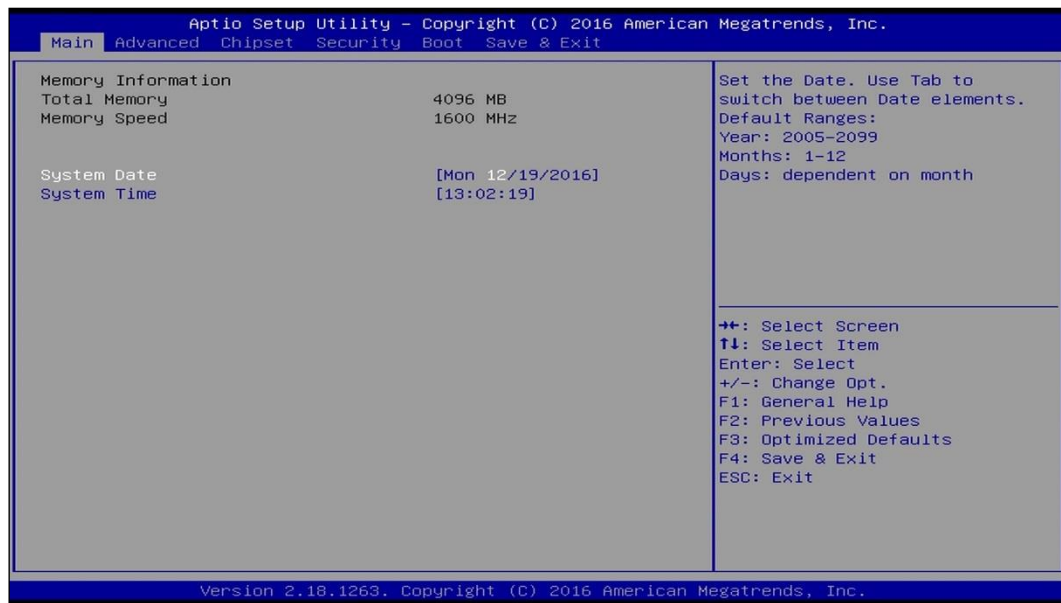 Aptio Setup Utility – Copyright (C) 2016 American Megatrends, Inc.
Main Advanced Chipset Security Boot Save & Exit
Memory Information
Total Memory 4096 MB
Memory Speed 1600 MHz
System Date [Mon 12/19/2016]
System Time [13:02:19]
Set the Date. Use Tab to
switch between Date elements.
Default Ranges:
Year: 2005-2099
Months: 1-12
Days: dependent on month
→←: Select Screen
↑↓: Select Item
Enter: Select
+/-: Change Opt.
F1: General Help
F2: Previous Values
F3: Optimized Defaults
F4: Save & Exit
ESC: Exit
Version 2.18.1263. Copyright (C) 2016 American Megatrends, Inc.